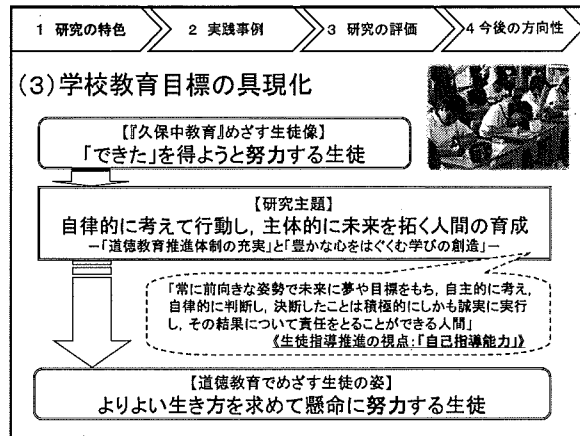 1 研究の特色
2 実践事例
3 研究の評価
4 今後の方向性
(3)学校教育目標の具現化
【『久保中教育』めざす生徒像】
「できた」を得ようと努力する生徒
【研究主題】
自律的に考えて行動し，主体的に未来を拓く人間の育成
－「道徳教育推進体制の充実」と「豊かな心をはぐくむ学びの創造」－
「常に前向きな姿勢で未来に夢や目標をもち，自主的に考え，
自律的に判断し，決断したことは積極的にしかも誠実に実行
し，その結果について責任をとることができる人間」
《生徒指導推進の視点：「自己指導能力」》
【道徳教育でめざす生徒の姿】
よりよい生き方を求めて懸命に努力する生徒